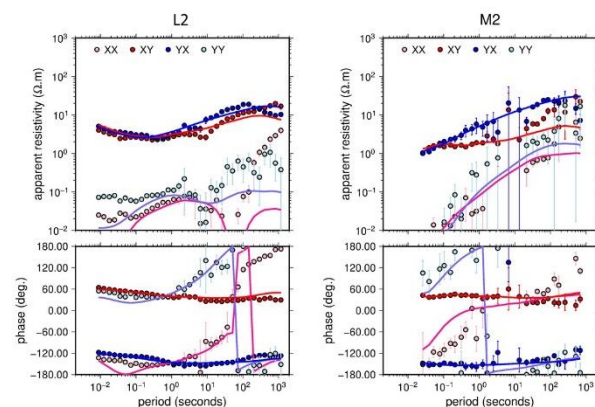 L2
M2
XX XY YX YY
XX XY YX YY
apparent resistivity (Ω.m)
10³
10²
10¹
10⁰
10⁻¹
10⁻²
apparent resistivity (Ω.m)
10³
10²
10¹
10⁰
10⁻¹
10⁻²
phase (deg.)
180.00
120.00
60.00
0.00
−60.00
−120.00
−180.00
10⁻² 10⁻¹ 10⁰ 10¹ 10² 10³
period (seconds)
phase (deg.)
180.00
120.00
60.00
0.00
−60.00
−120.00
−180.00
10⁻² 10⁻¹ 10⁰ 10¹ 10² 10³
period (seconds)